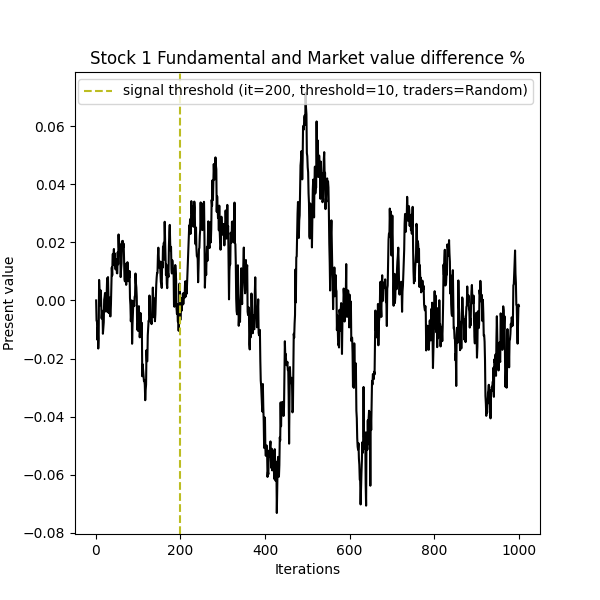 Stock 1 Fundamental and Market value difference %
signal threshold (it=200, threshold=10, traders=Random)
Present value
0.06
0.04
0.02
0.00
−0.02
−0.04
−0.06
−0.08
0 200 400 600 800 1000
Iterations